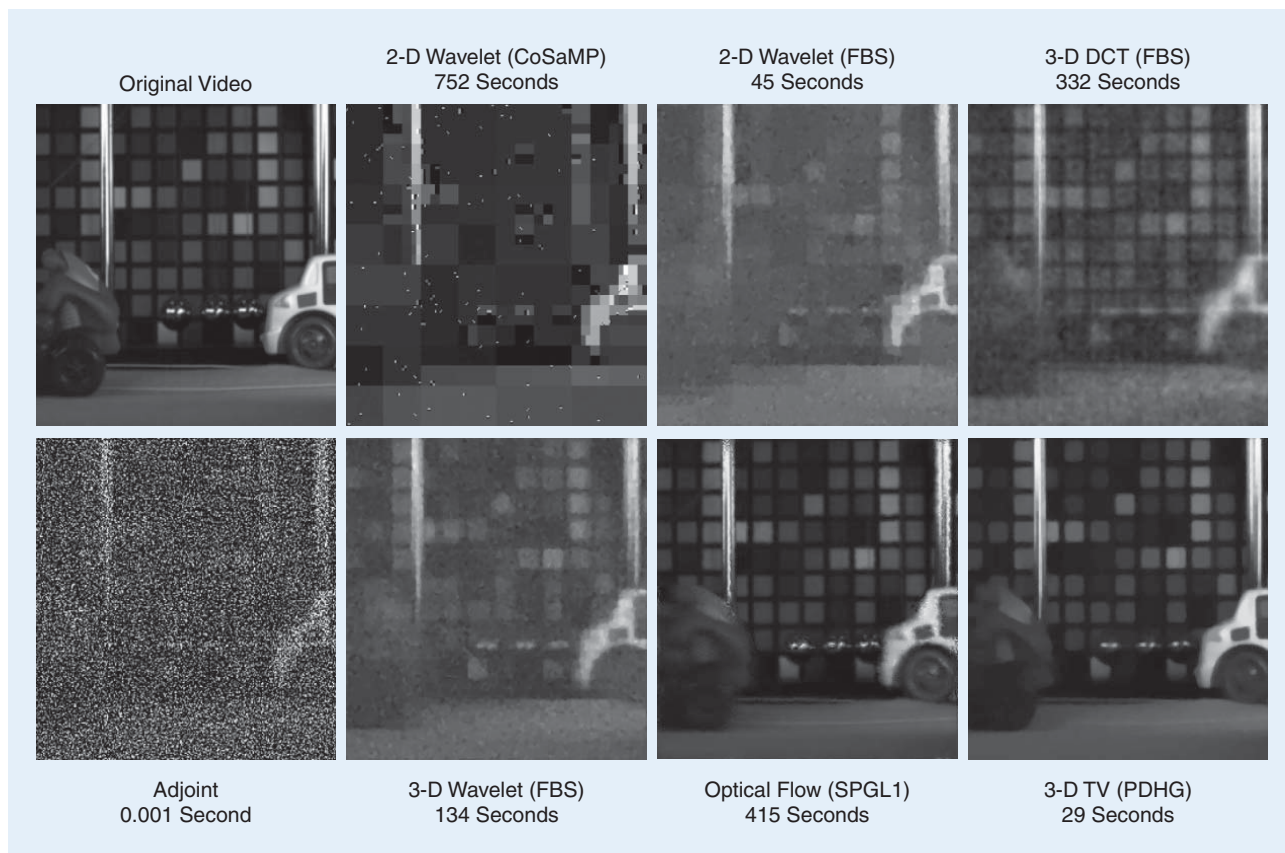 Original Video
2-D Wavelet (CoSaMP)
752 Seconds
2-D Wavelet (FBS)
45 Seconds
3-D DCT (FBS)
332 Seconds
Adjoint
0.001 Second
3-D Wavelet (FBS)
134 Seconds
Optical Flow (SPGL1)
415 Seconds
3-D TV (PDHG)
29 Seconds